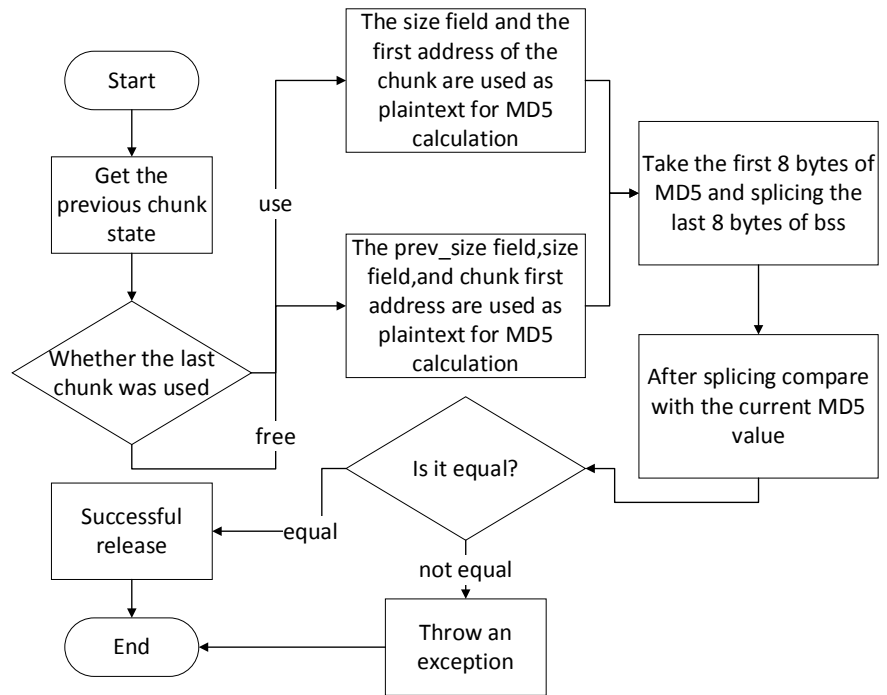 Start
Get the
previous chunk
state
Whether the last
chunk was used
use
free
The size field and the
first address of the
chunk are used as
plaintext for MD5
calculation
The prev_size field,size
field,and chunk first
address are used as
plaintext for MD5
calculation
Take the first 8 bytes of
MD5 and splicing the
last 8 bytes of bss
After splicing compare
with the current MD5
value
Is it equal?
equal
not equal
Successful
release
Throw an
exception
End